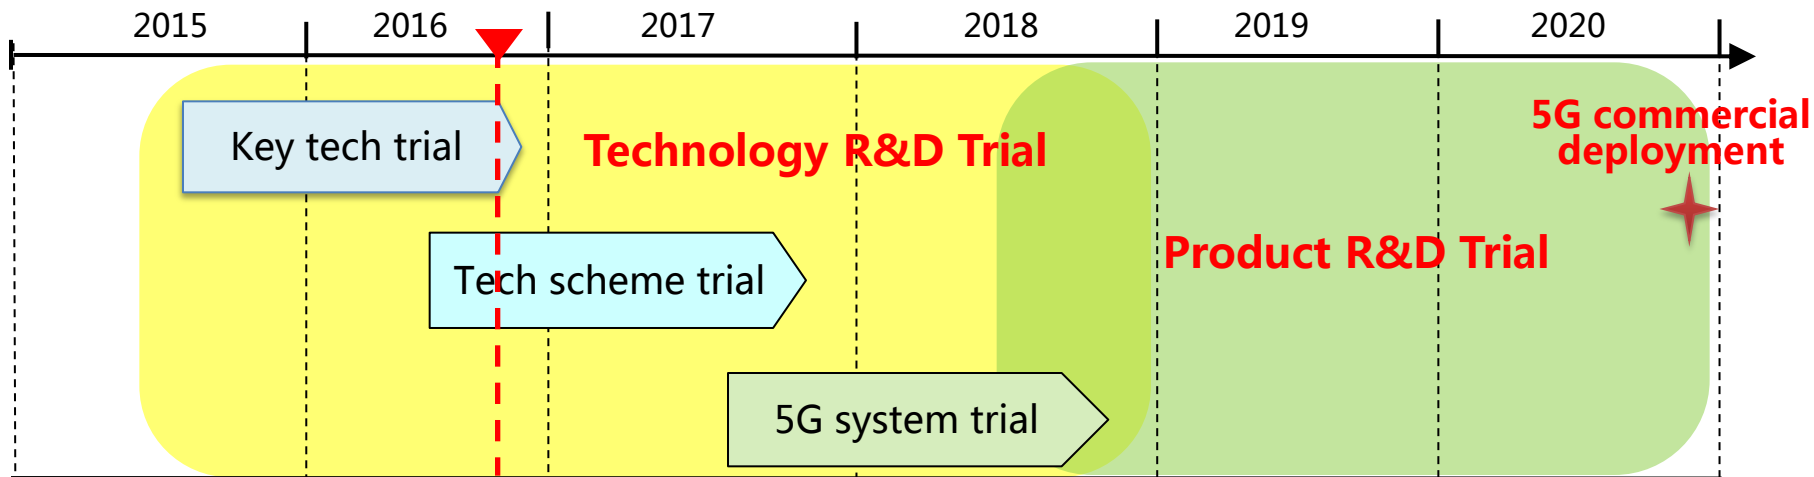 2015 2016 2017 2018 2019 2020
5G commercial
deployment
Key tech trial
Technology R&D Trial
Product R&D Trial
Tech scheme trial
5G system trial